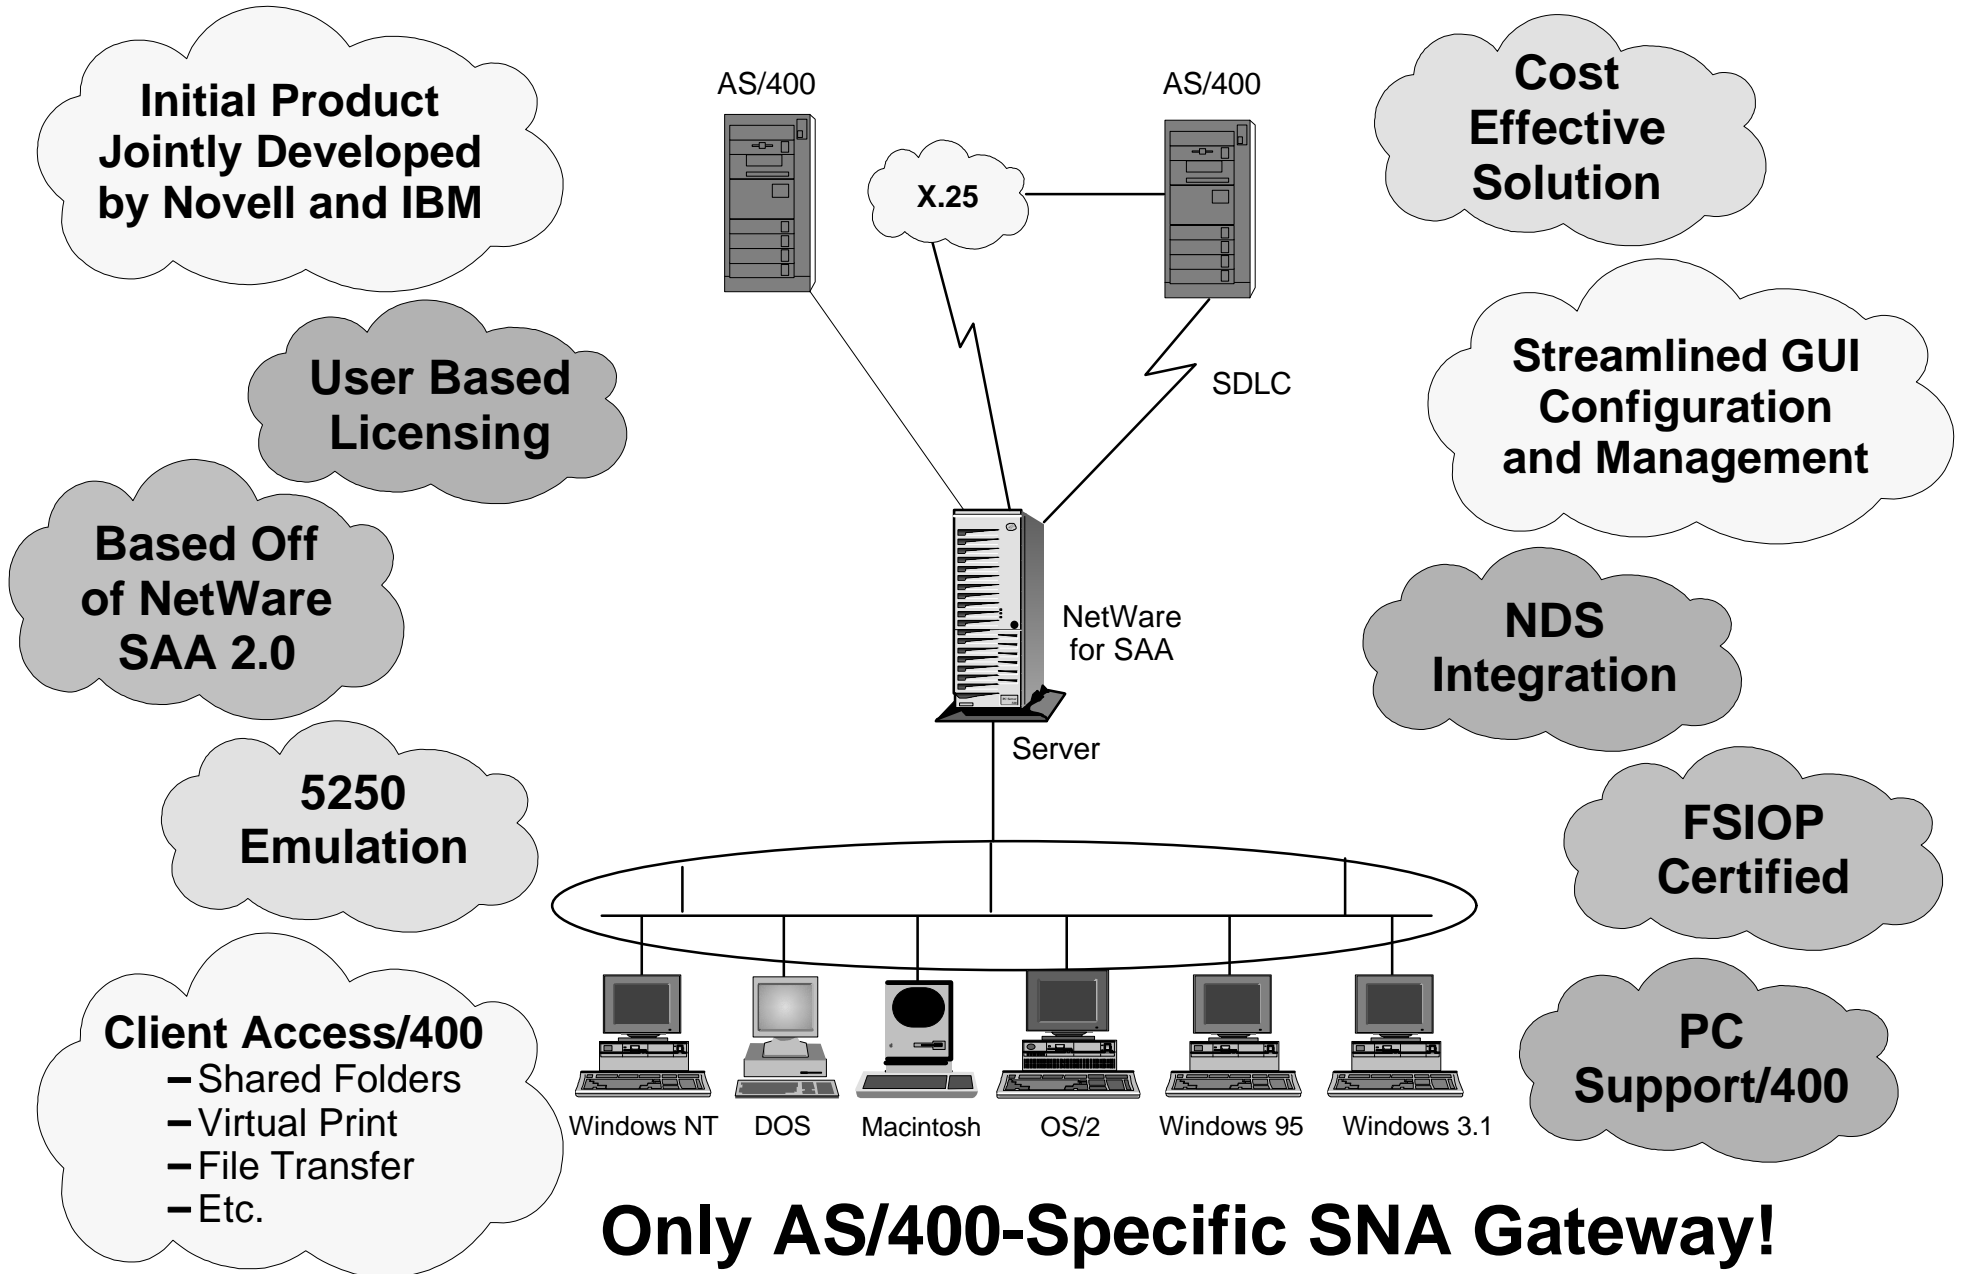 Initial Product
Jointly Developed
by Novell and IBM
User Based
Licensing
Based Off
of NetWare
SAA 2.0
5250
Emulation
Client Access/400
– Shared Folders
– Virtual Print
– File Transfer
– Etc.
AS/400
AS/400
X.25
SDLC
NetWare
for SAA
Server
Windows NT
DOS
Macintosh
OS/2
Windows 95
Windows 3.1
Cost
Effective
Solution
Streamlined GUI
Configuration
and Management
NDS
Integration
FSIOP
Certified
PC
Support/400
Only AS/400-Specific SNA Gateway!